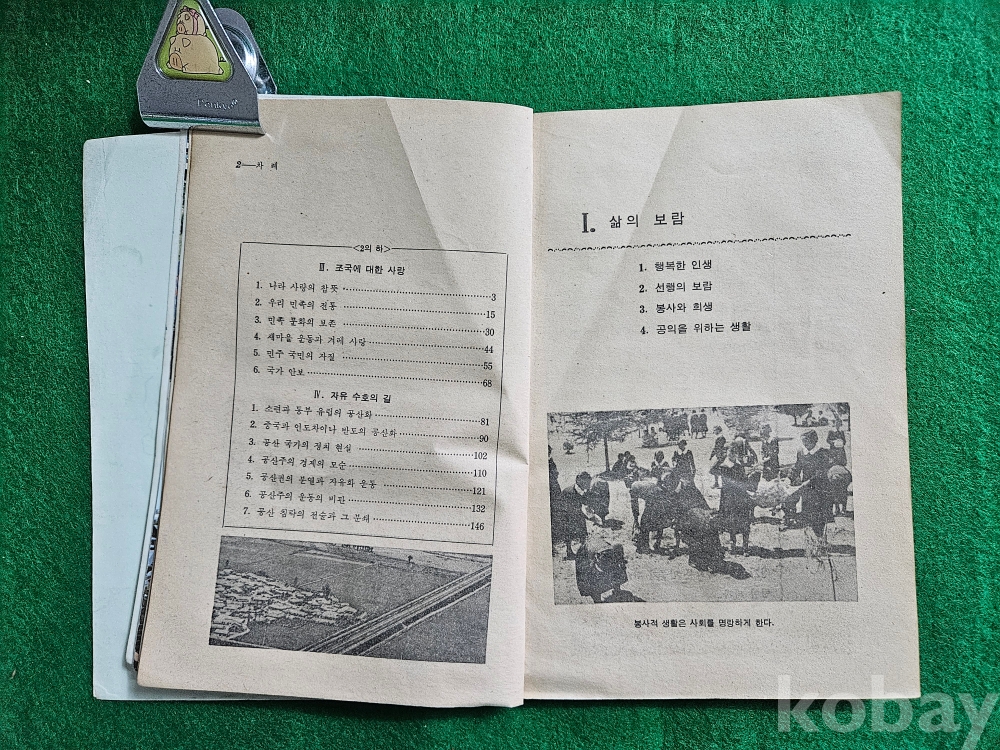 2——차 례
<2의 하>
Ⅲ. 조국에 대한 사랑
1. 나라 사랑의 참뜻 ……3
2. 우리 민족의 전통 ……15
3. 민족 문화의 보존 ……30
4. 새마을 운동과 겨레 사랑 ……44
5. 민주 국민의 자질 ……55
6. 국가 안보 ……68
Ⅳ. 자유 수호의 길
1. 소련과 동부 유럽의 공산화 ……81
2. 중국과 인도차이나 반도의 공산화 ……90
3. 공산 국가의 정치 현실 ……102
4. 공산주의 경제의 모순 ……110
5. 공산권의 분열과 자유화 운동 ……121
6. 공산주의 운동의 비판 ……132
7. 공산 침략의 전술과 그 분쇄 ……146
Ⅰ. 삶의 보람
1. 행복한 인생
2. 선행의 보람
3. 봉사와 희생
4. 공익을 위하는 생활
봉사적 생활은 사회를 명랑하게 한다.
kobay